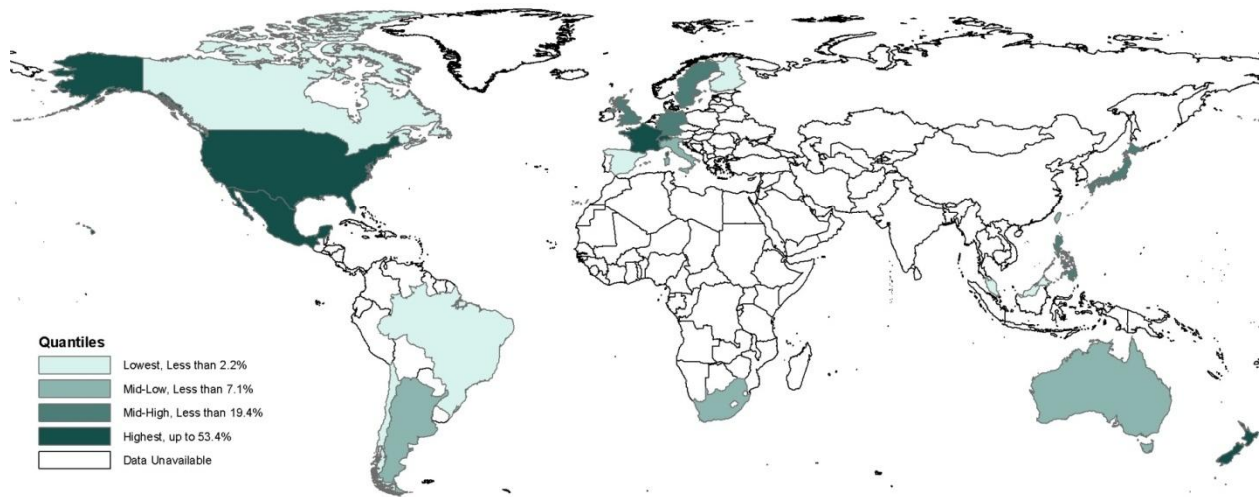 Quantiles
Lowest, Less than 2.2%
Mid-Low, Less than 7.1%
Mid-High, Less than 19.4%
Highest, up to 53.4%
Data Unavailable